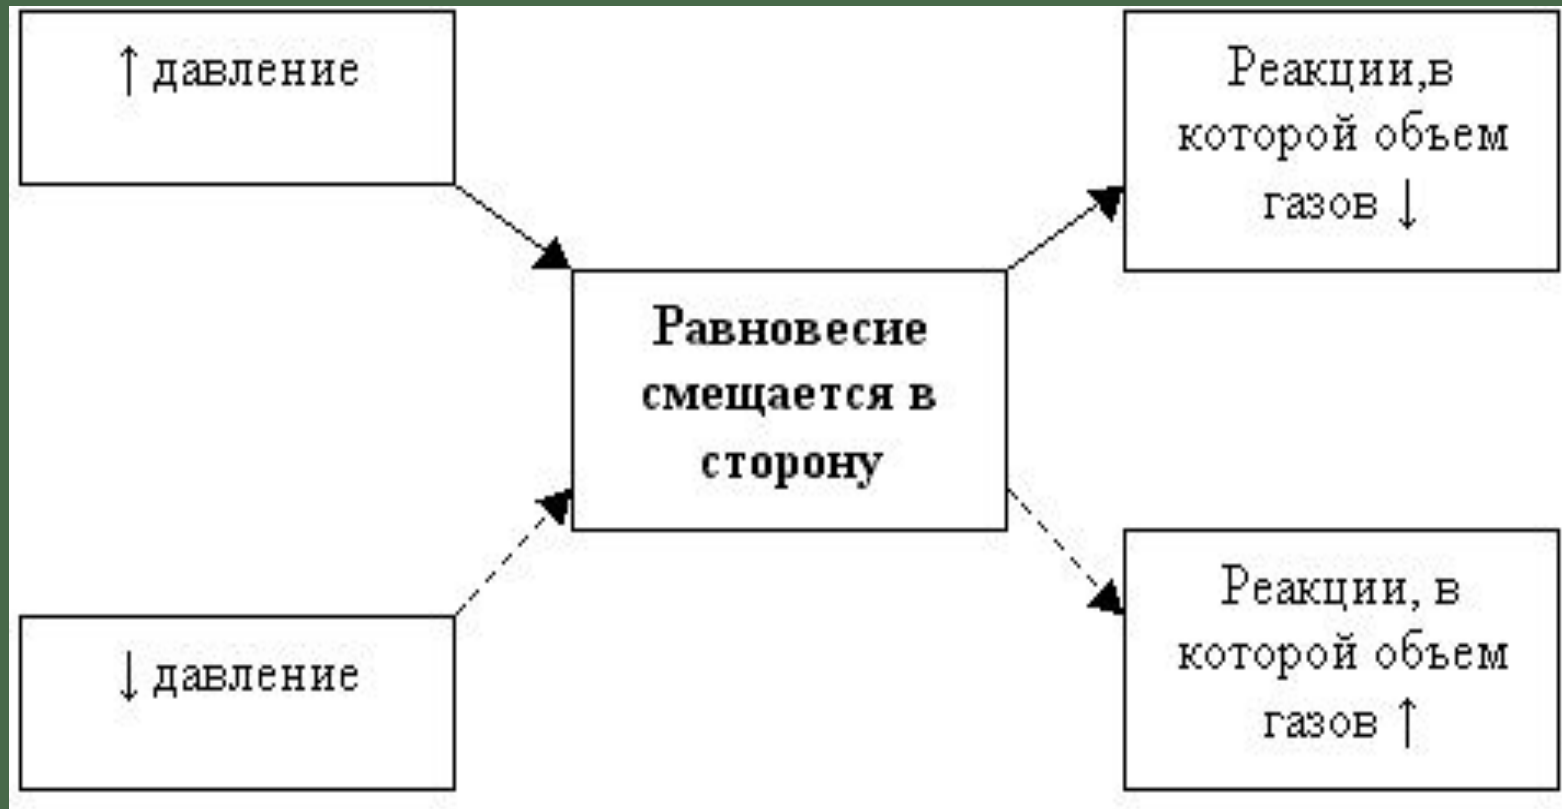 ↑ давление
Реакции,в
которой объем
газов ↓
Равновесие
смещается в
сторону
↓ давление
Реакции, в
которой объем
газов ↑